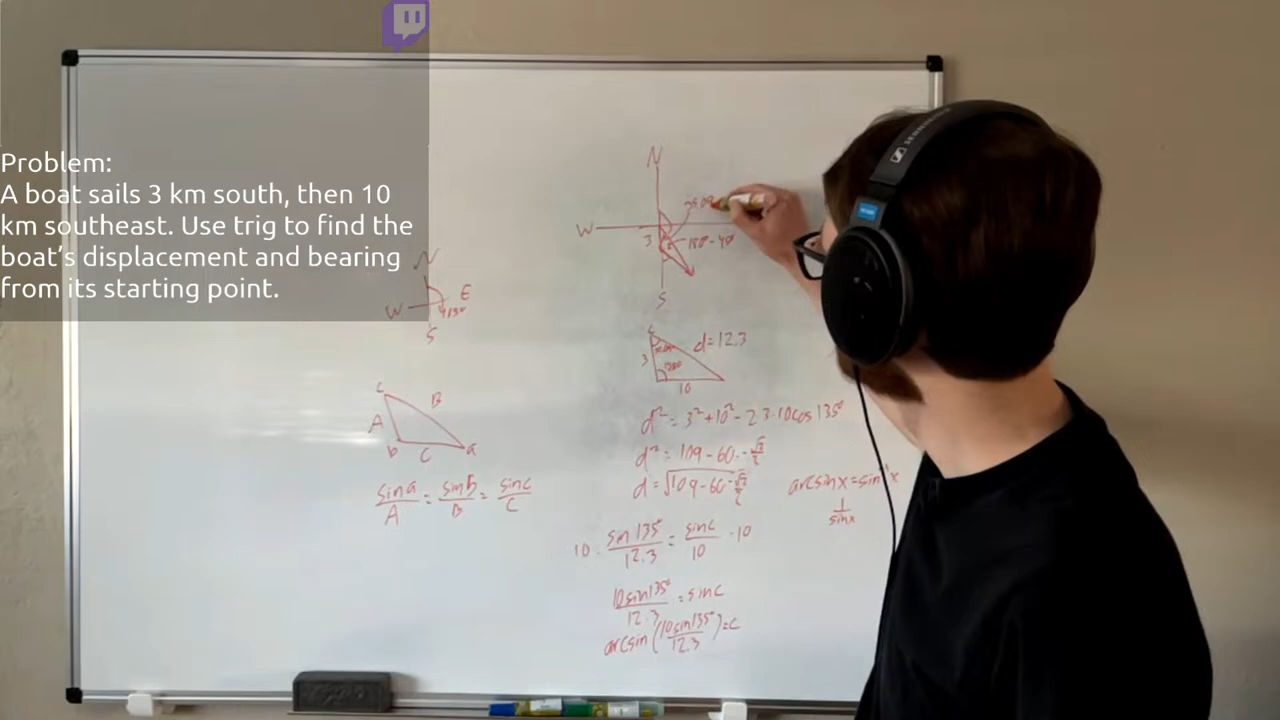 Problem:
A boat sails 3 km south, then 10
km southeast. Use trig to find the
boat's displacement and bearing
from its starting point.
N
W
E
S
N
W
3
S
C
A
B
b
C
a
sin a/A = sin b/B = sin c/C
c
d=12.3
3
10
d² = 3²+10² - 2·3·10cos 135°
d² = 109 - 60 · -√2/2
d = √109-60·-√2/2
10 · sin 135°/12.3 = sin c/10 · 10
10 sin 135°/12.3 = sin c
arcsin(10 sin 135°/12.3) = c
arcsin x = sin⁻¹ x
1/sin x
SENNHEISER